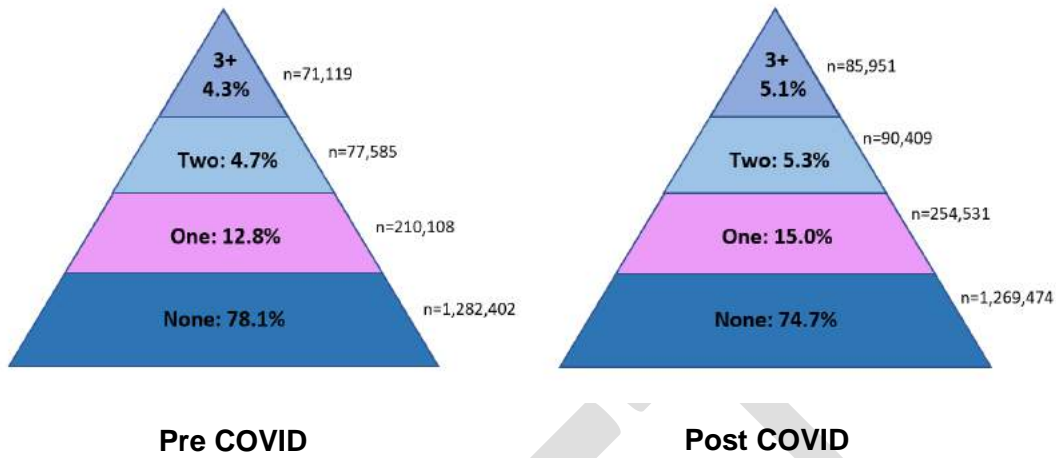 3+
4.3%
n=71,119
Two: 4.7%
n=77,585
One: 12.8%
n=210,108
None: 78.1%
n=1,282,402
Pre COVID
3+
5.1%
n=85,951
Two: 5.3%
n=90,409
One: 15.0%
n=254,531
None: 74.7%
n=1,269,474
Post COVID